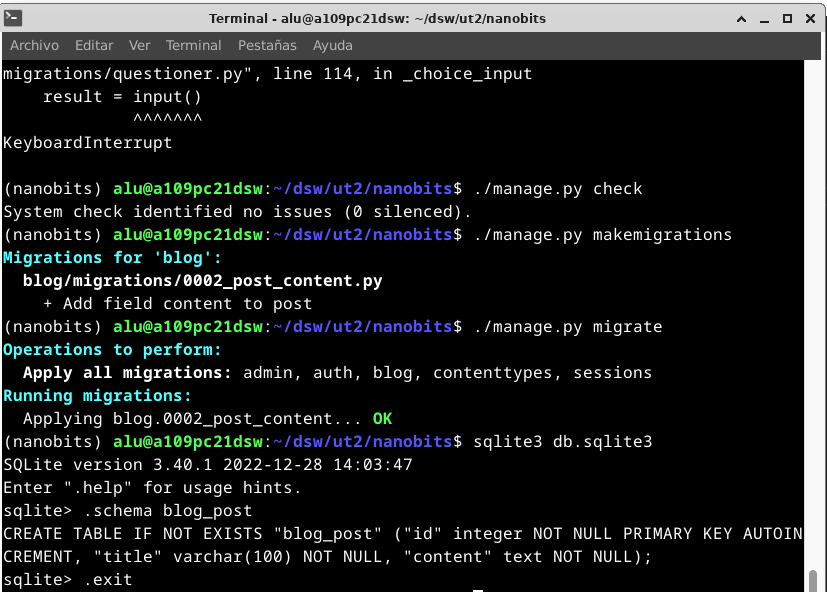 Terminal - alu@a109pc21dsw: ~/dsw/ut2/nanobits
Archivo Editar Ver Terminal Pestañas Ayuda
migrations/questioner.py", line 114, in _choice_input
    result = input()
             ^^^^^^^
KeyboardInterrupt

(nanobits) alu@a109pc21dsw:~/dsw/ut2/nanobits$ ./manage.py check
System check identified no issues (0 silenced).
(nanobits) alu@a109pc21dsw:~/dsw/ut2/nanobits$ ./manage.py makemigrations
Migrations for 'blog':
  blog/migrations/0002_post_content.py
    + Add field content to post
(nanobits) alu@a109pc21dsw:~/dsw/ut2/nanobits$ ./manage.py migrate
Operations to perform:
  Apply all migrations: admin, auth, blog, contenttypes, sessions
Running migrations:
  Applying blog.0002_post_content... OK
(nanobits) alu@a109pc21dsw:~/dsw/ut2/nanobits$ sqlite3 db.sqlite3
SQLite version 3.40.1 2022-12-28 14:03:47
Enter ".help" for usage hints.
sqlite> .schema blog_post
CREATE TABLE IF NOT EXISTS "blog_post" ("id" integer NOT NULL PRIMARY KEY AUTOIN
CREMENT, "title" varchar(100) NOT NULL, "content" text NOT NULL);
sqlite> .exit